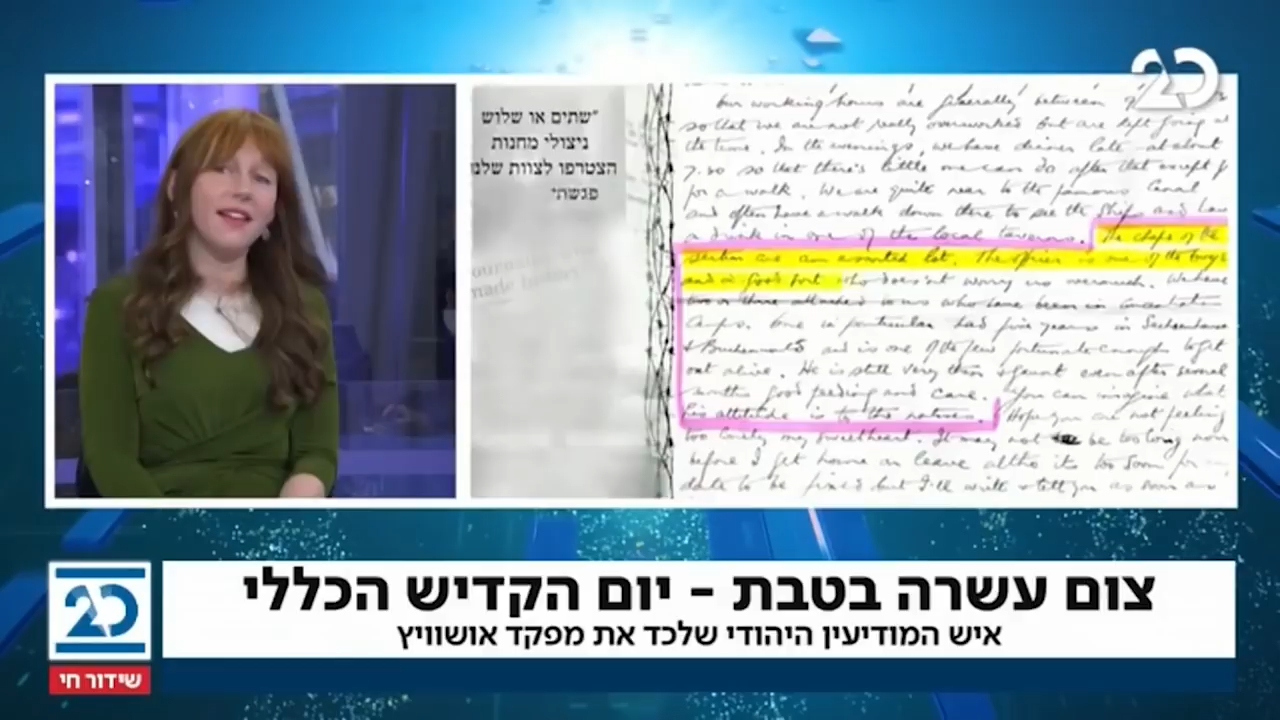 20
"שתים או שלוש
ניצולי מחנות
הצטרפו לצוות שלנו
our working hours are generally between
so that we are not really overworked but are kept going at
the time. In the evenings, we have dinner late - at about
7.30 so that there's little one can do after that except
for a walk. We are quite near to the famous Canal
and often have a walk down there to see the ships and have
a drink in one of the local taverns. The chaps of the
section are an assorted lot. The officer is one of the boys
and a good sort who doesn't worry us overmuch. We have
two or three attached to us who have been in concentration
Camps. One in particular had five years in
& and is one of the few fortunate enough to get
out alive. He is still very thin & gaunt even after several
months good feeding and care. You can imagine what
his attitude is to the natives. Hope you are not feeling
too lonely my sweetheart. It may not be too long now
before I get home on leave altho it's too soon for a
date to be fixed but I'll write & tell you as soon as
צום עשרה בטבת - יום הקדיש הכללי
איש המודיעין היהודי שלכד את מפקד אושוויץ
20
שידור חי